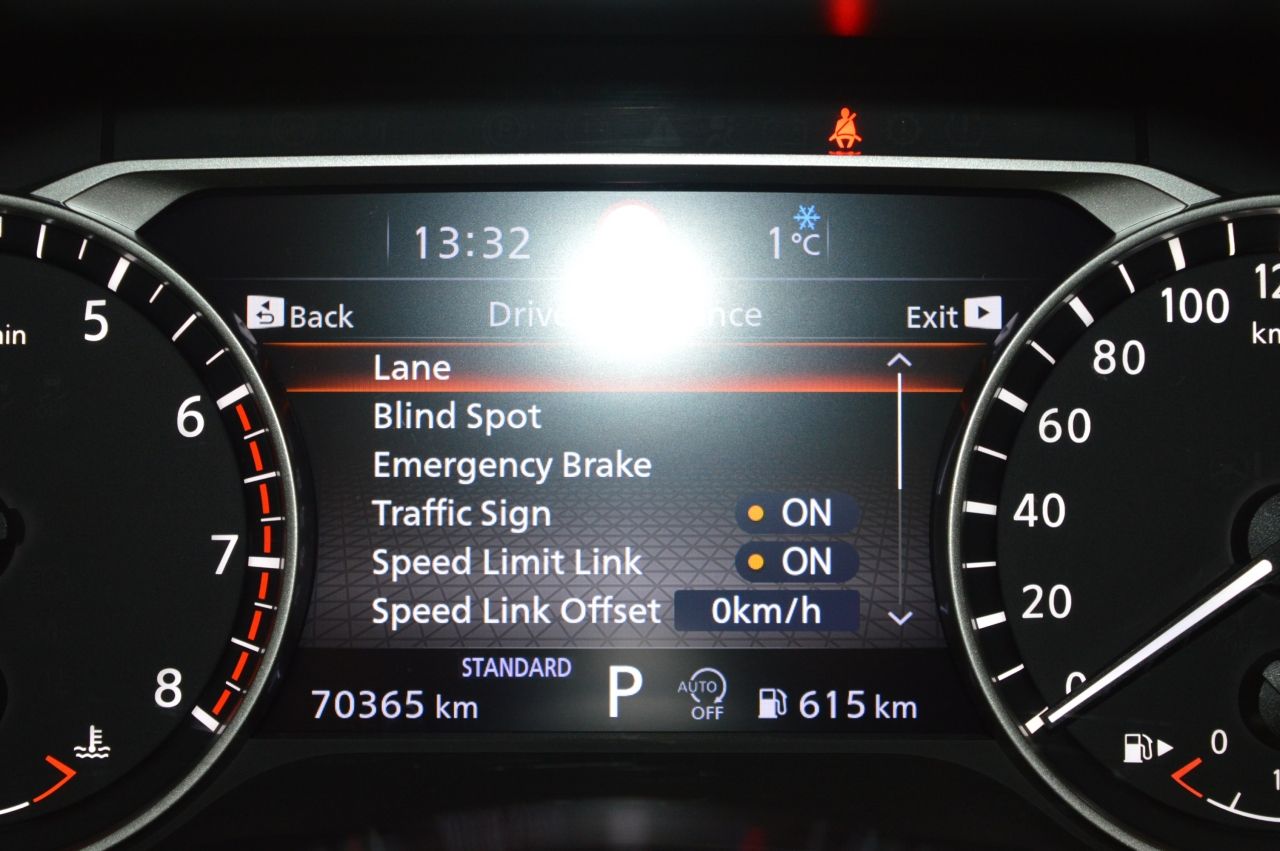 13:32 1°C
Back Exit
Lane
Blind Spot
Emergency Brake
Traffic Sign ON
Speed Limit Link ON
Speed Link Offset 0km/h
STANDARD
70365 km P AUTO OFF 615 km
5
6
7
8
100
80
60
40
20
0
0